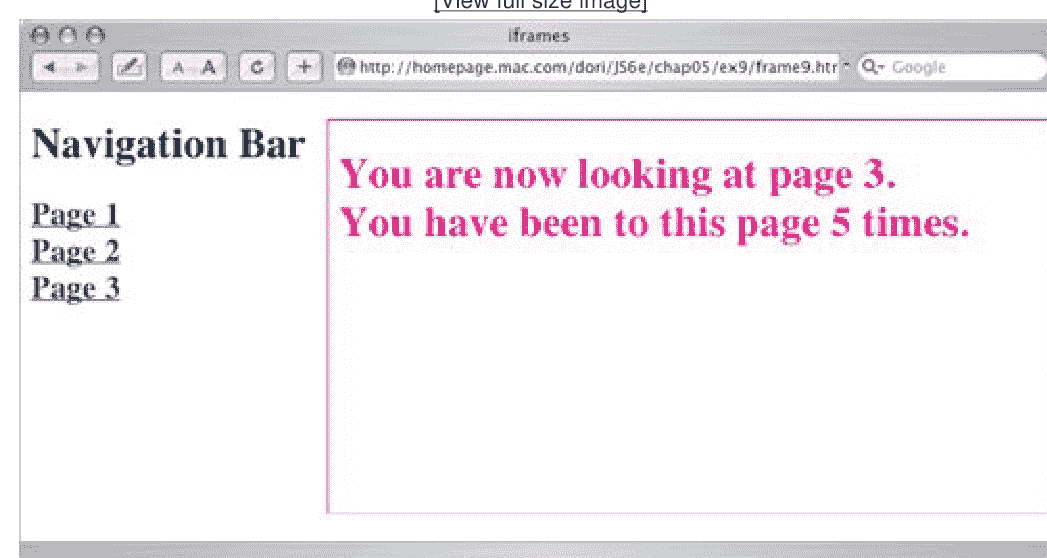 [View full size image]
iframes
A A
http://homepage.mac.com/dori/JS6e/chap05/ex9/frame9.htr
Google
Navigation Bar
You are now looking at page 3.
You have been to this page 5 times.
Page 1
Page 2
Page 3